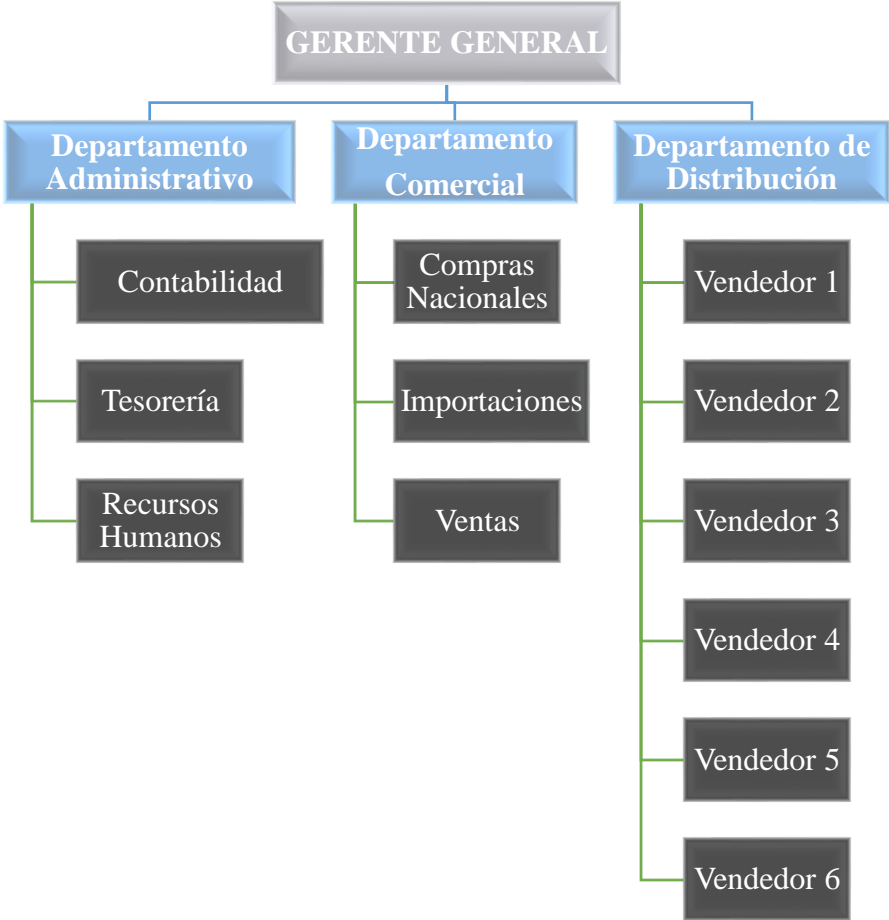 GERENTE GENERAL
Departamento
Administrativo
Contabilidad
Tesorería
Recursos
Humanos
Departamento
Comercial
Compras
Nacionales
Importaciones
Ventas
Departamento de
Distribución
Vendedor 1
Vendedor 2
Vendedor 3
Vendedor 4
Vendedor 5
Vendedor 6